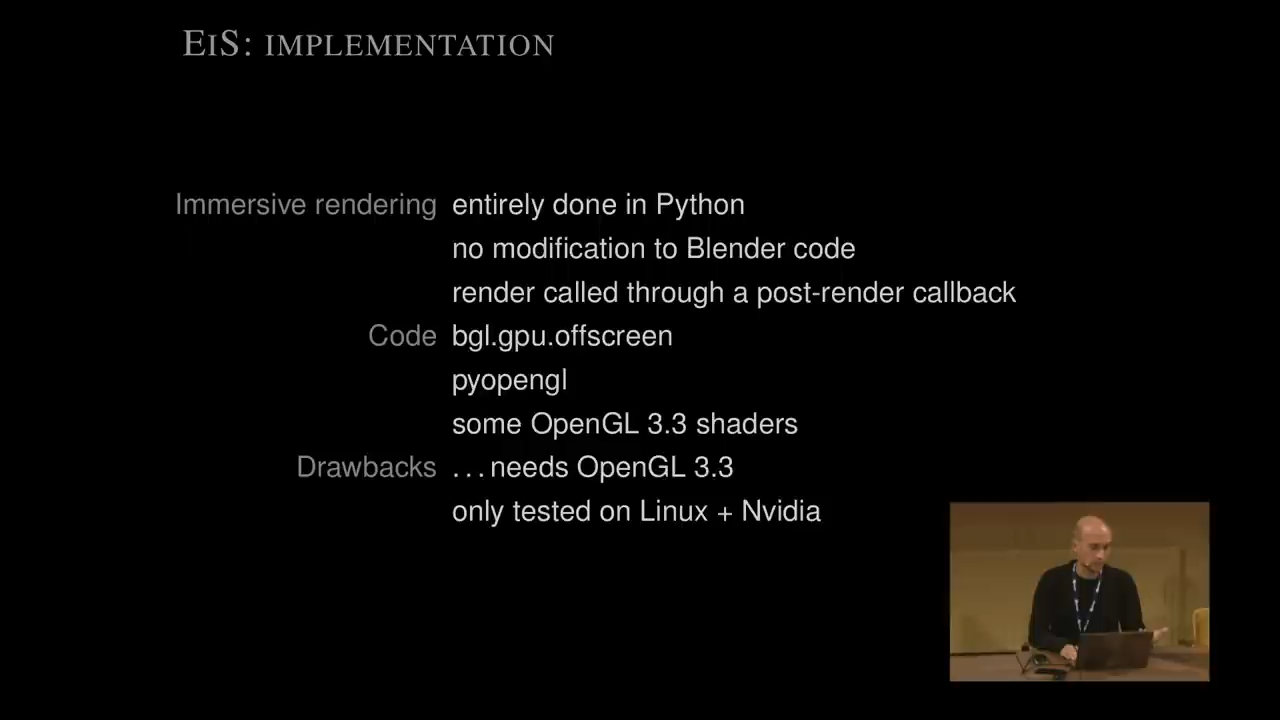 EIS: IMPLEMENTATION
Immersive rendering entirely done in Python
no modification to Blender code
render called through a post-render callback
Code bgl.gpu.offscreen
pyopengl
some OpenGL 3.3 shaders
Drawbacks ...needs OpenGL 3.3
only tested on Linux + Nvidia